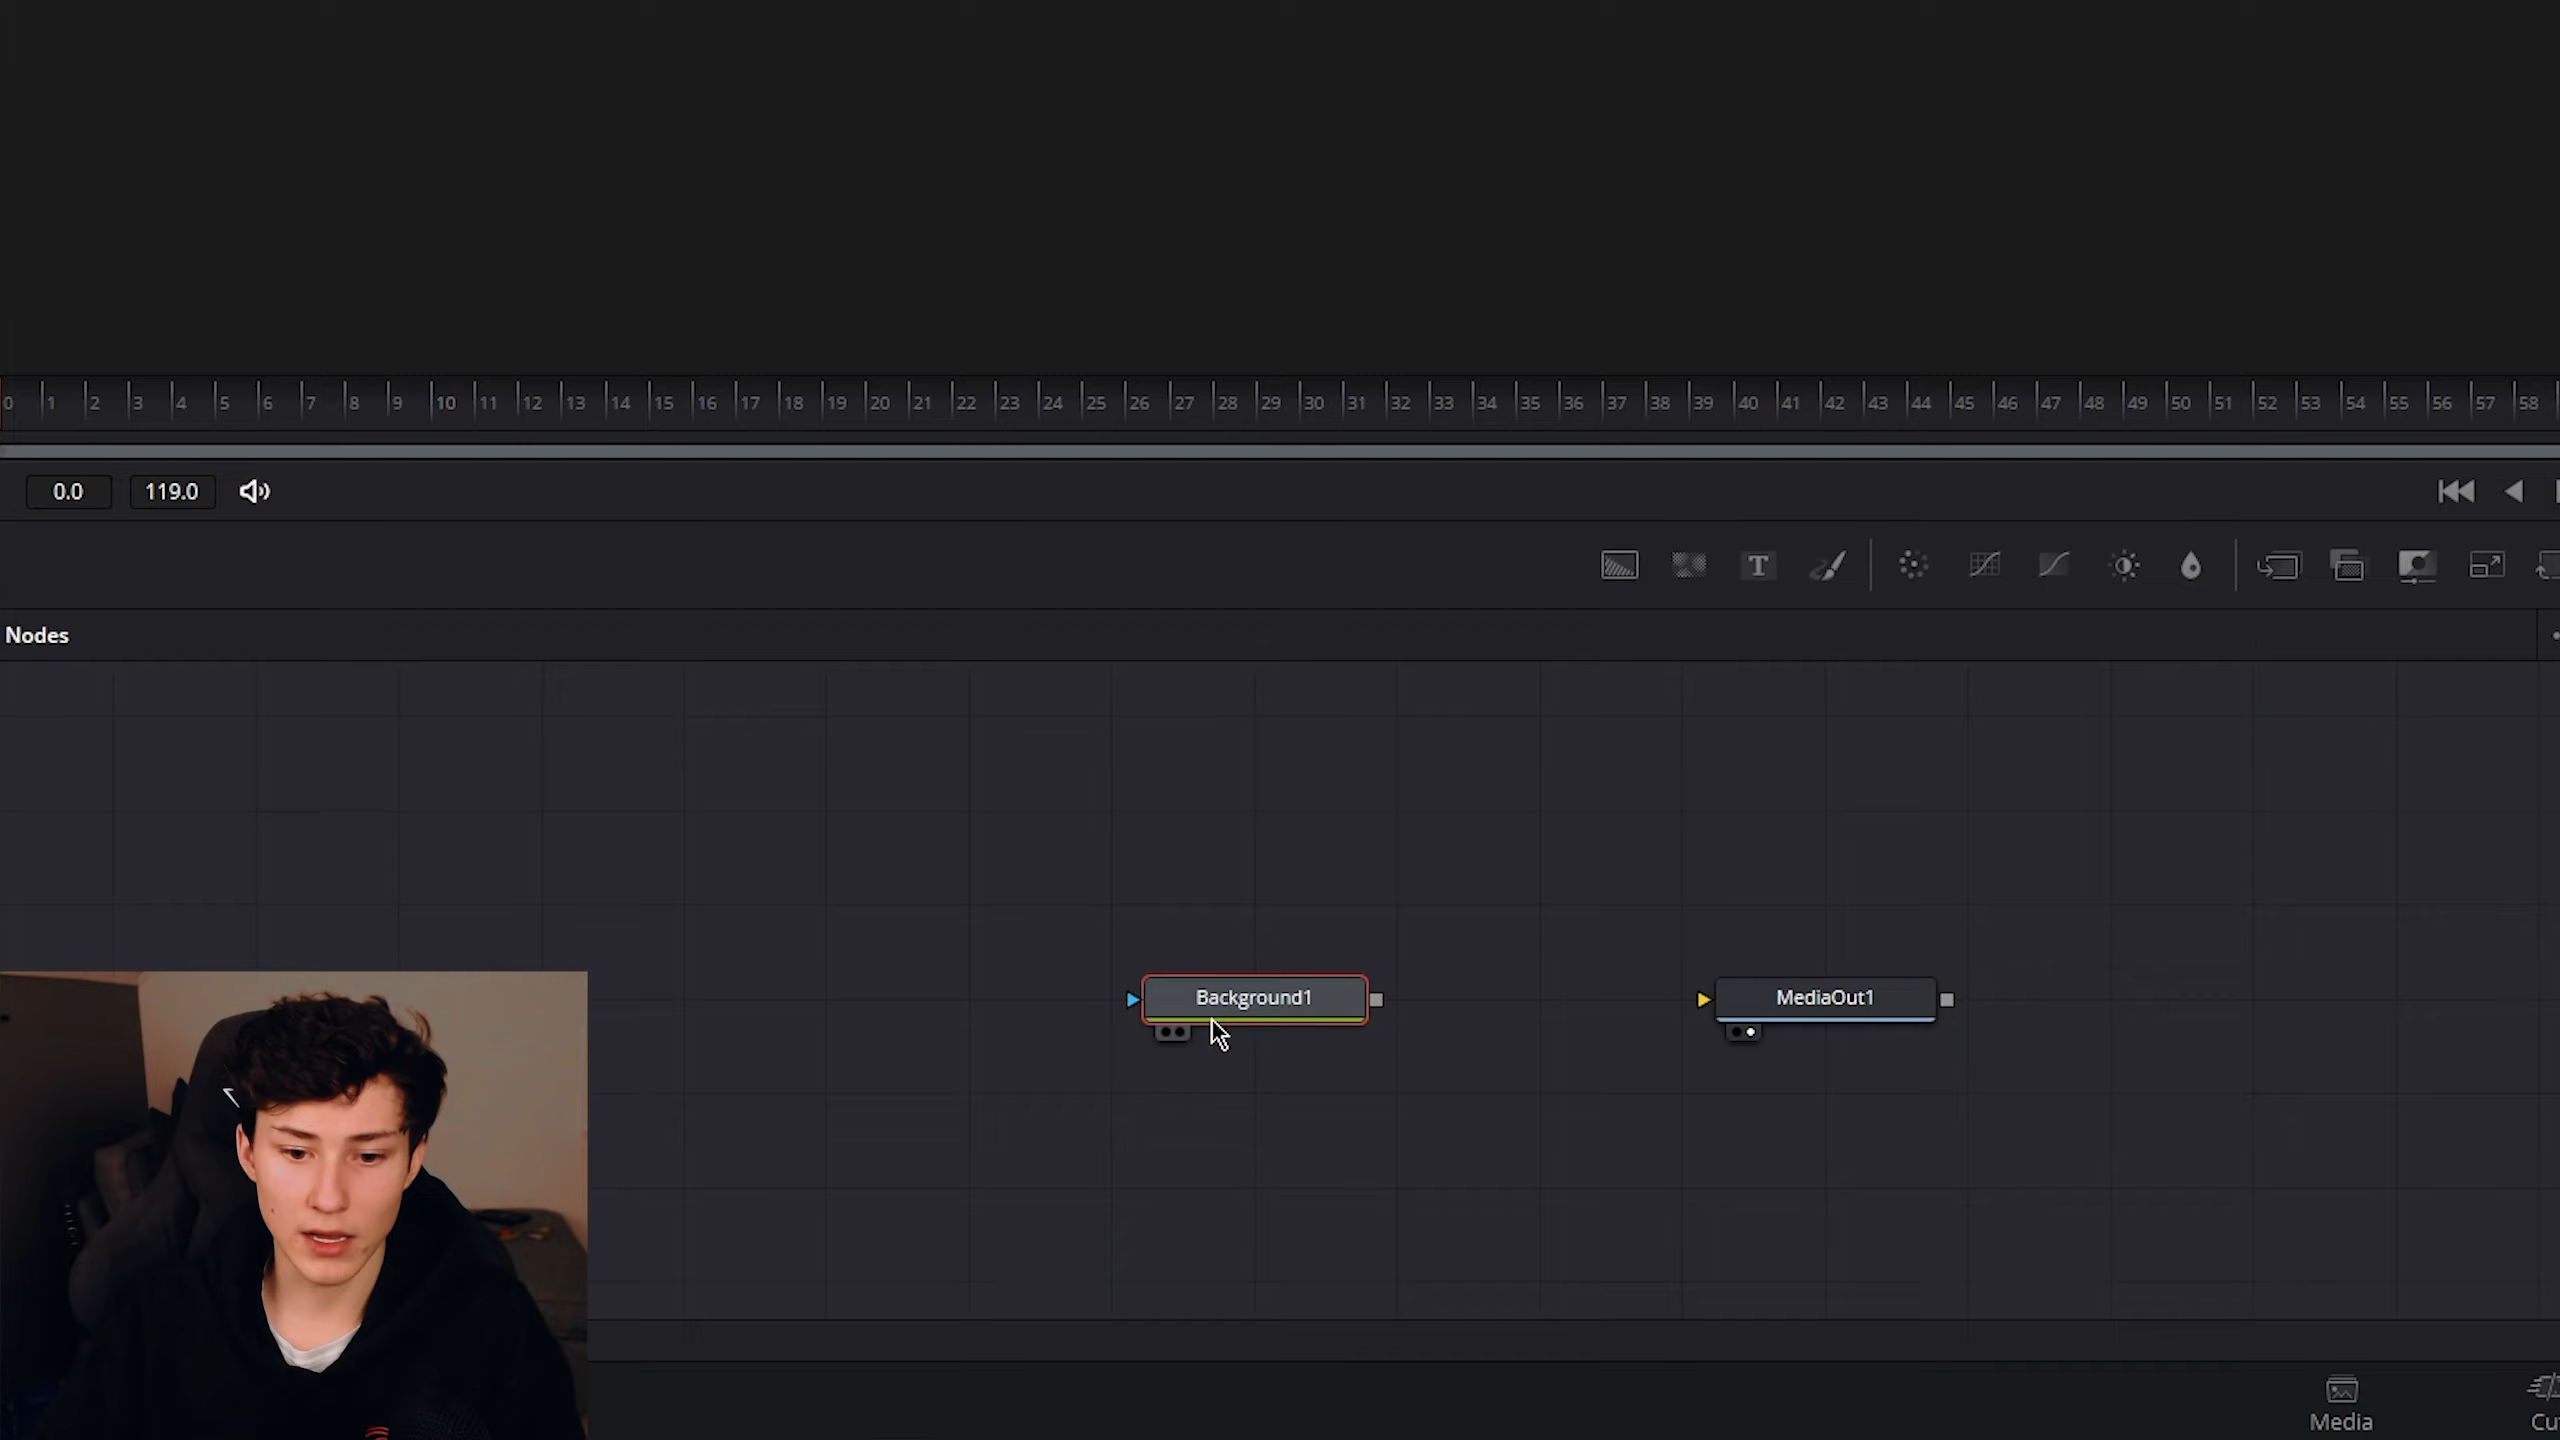 0 1 2 3 4 5 6 7 8 9 10 11 12 13 14 15 16 17 18 19 20 21 22 23 24 25 26 27 28 29 30 31 32 33 34 35 36 37 38 39 40 41 42 43 44 45 46 47 48 49 50 51 52 53 54 55 56 57 58
0.0 119.0
T
Nodes
Background1 MediaOut1
Media Cu